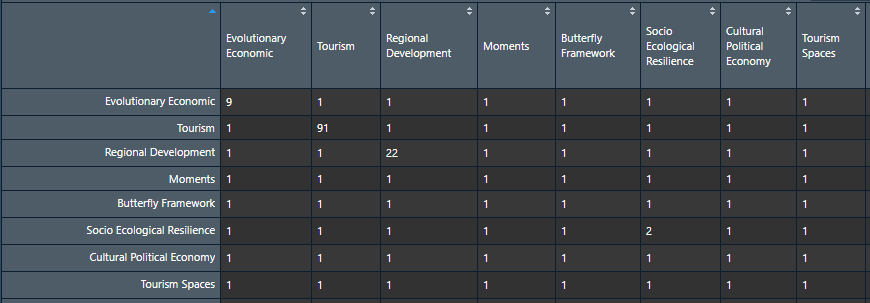 Evolutionary Economic Tourism Regional Development Moments Butterfly Framework Socio Ecological Resilience Cultural Political Economy Tourism Spaces
Evolutionary Economic 9 1 1 1 1 1 1 1
Tourism 1 91 1 1 1 1 1 1
Regional Development 1 1 22 1 1 1 1 1
Moments 1 1 1 1 1 1 1 1
Butterfly Framework 1 1 1 1 1 1 1 1
Socio Ecological Resilience 1 1 1 1 1 2 1 1
Cultural Political Economy 1 1 1 1 1 1 1 1
Tourism Spaces 1 1 1 1 1 1 1 1